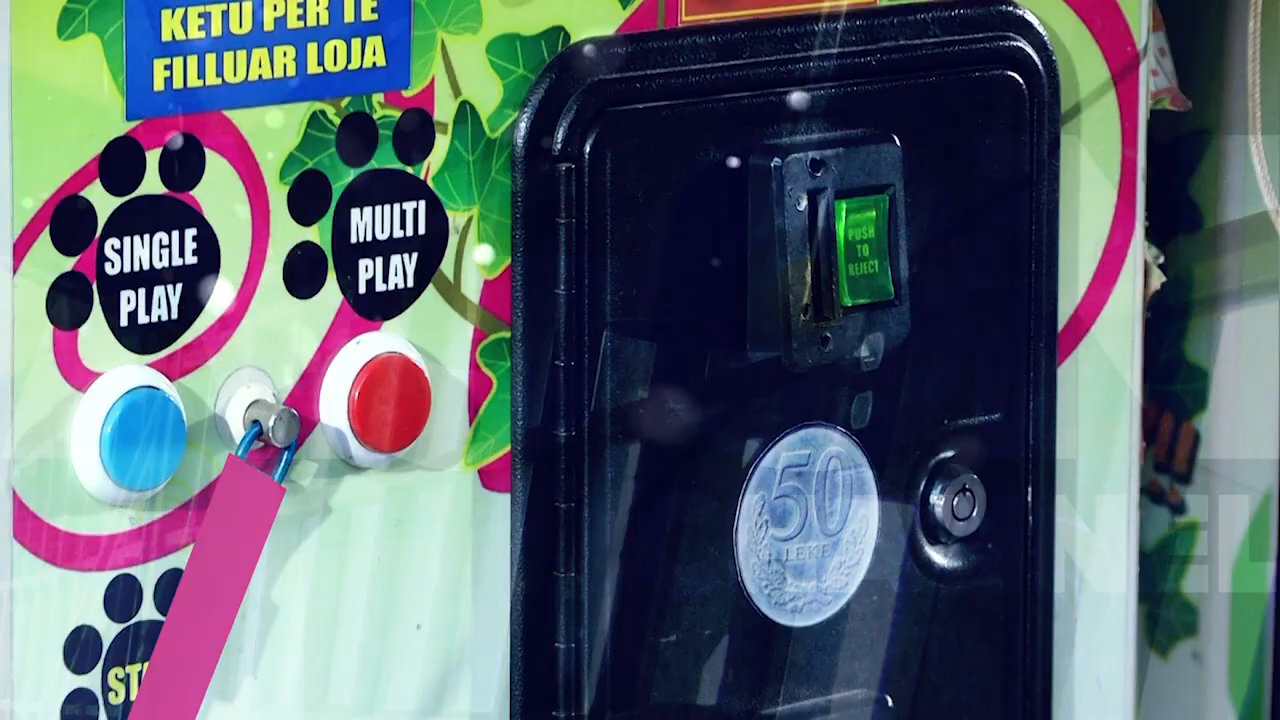 KETU PER TE
FILLUAR LOJA
SINGLE
PLAY
MULTI
PLAY
PUSH
TO
REJECT
50
LEKE